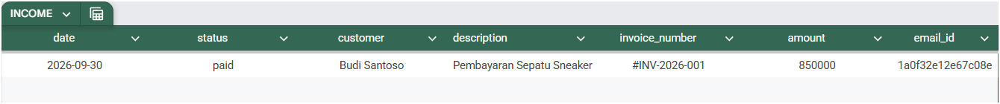 INCOME
date status customer description invoice_number amount email_id
2026-09-30 paid Budi Santoso Pembayaran Sepatu Sneaker #INV-2026-001 850000 1a0f32e12e67c08e